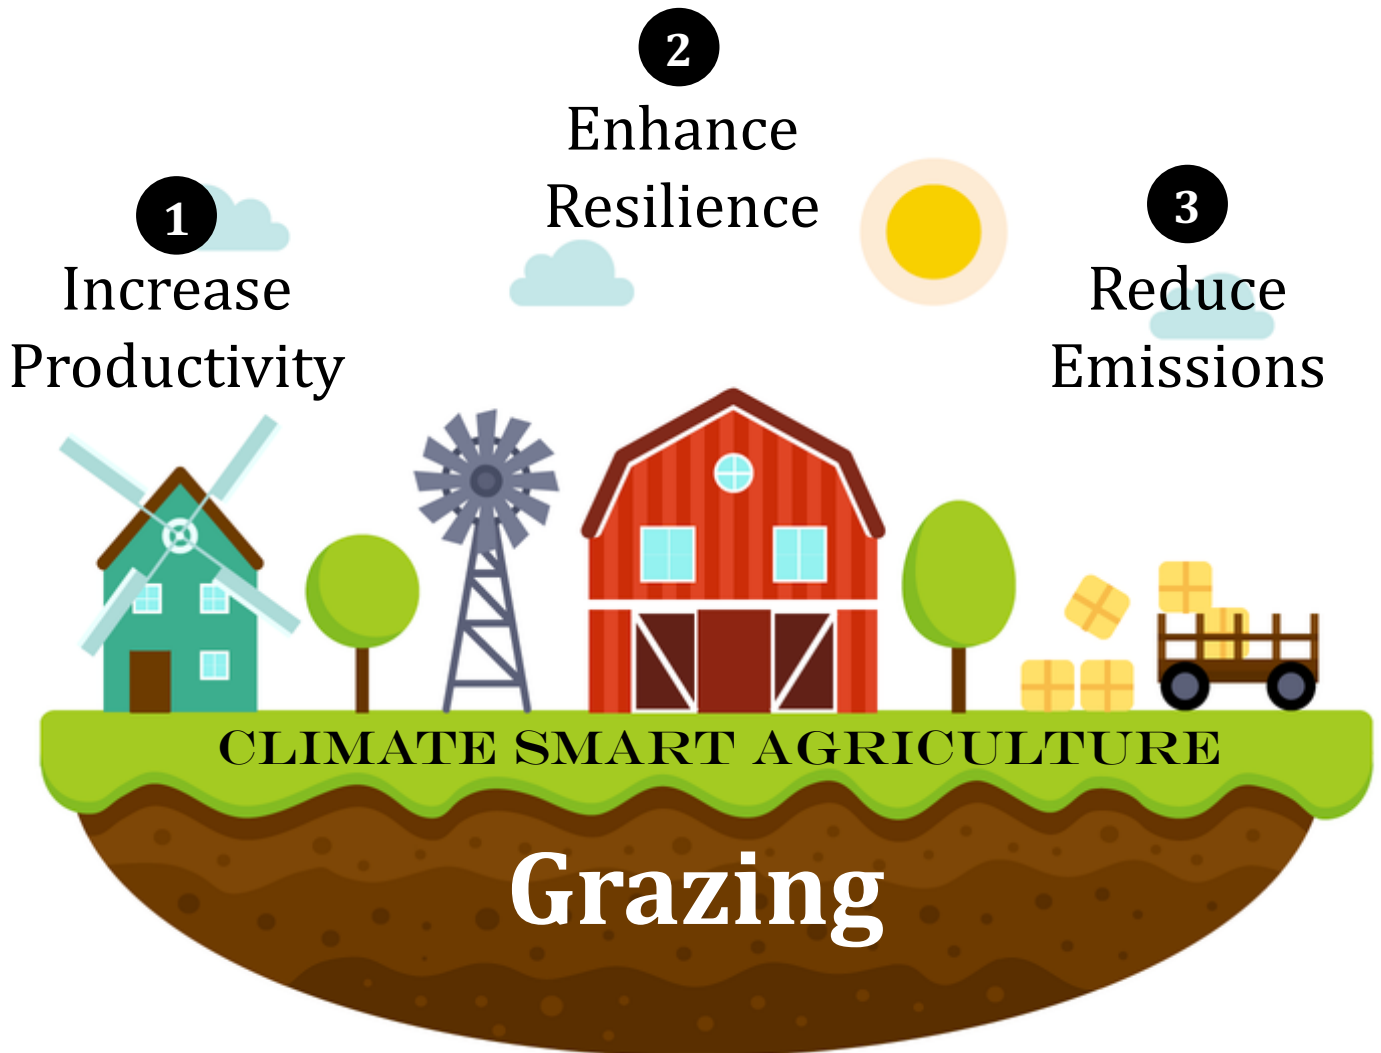 1
Increase
Productivity
2
Enhance
Resilience
3
Reduce
Emissions
CLIMATE SMART AGRICULTURE
Grazing